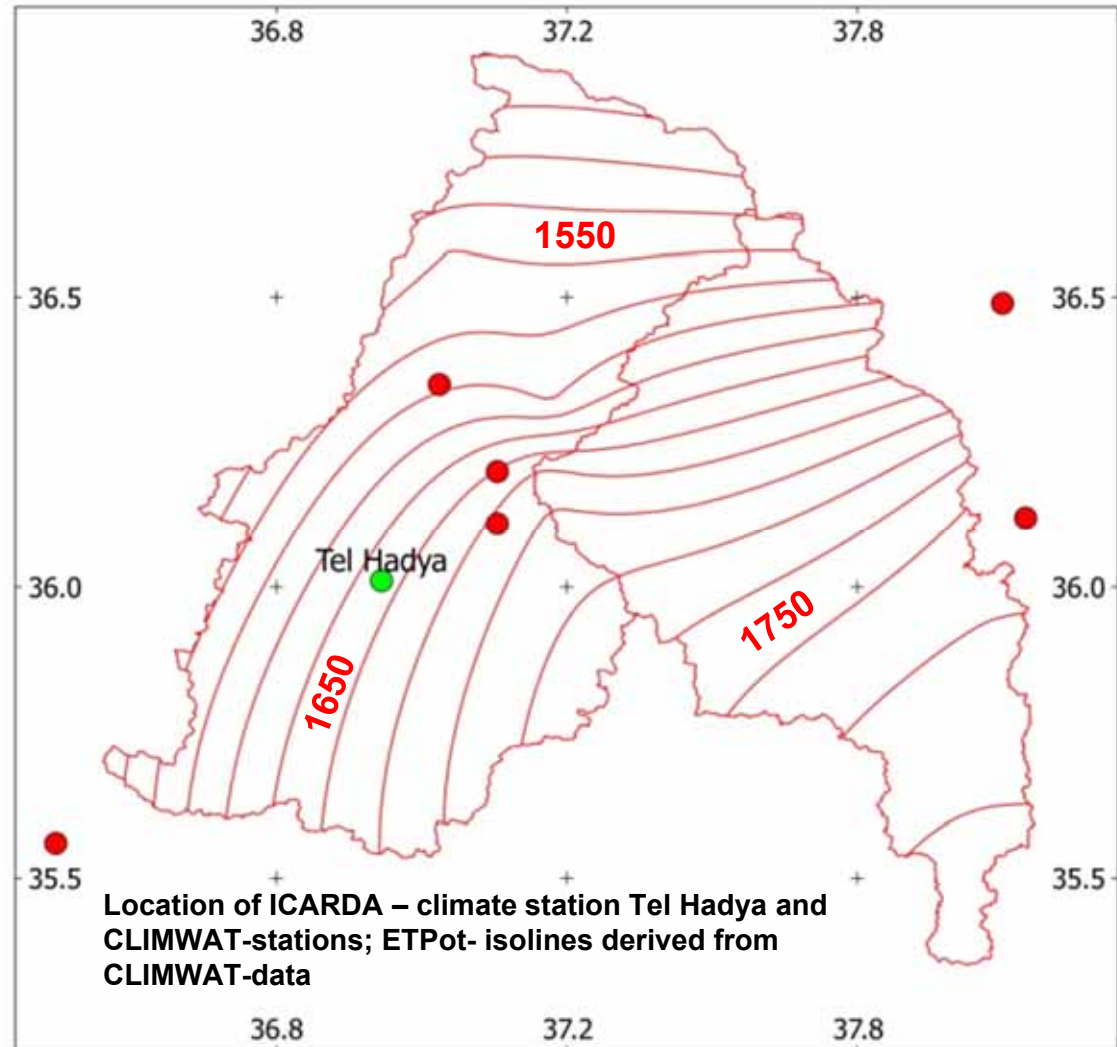 36.8 37.2 37.8
1550
36.5 36.5
Tel Hadya
36.0 36.0
1650
1750
35.5 35.5
Location of ICARDA – climate station Tel Hadya and
CLIMWAT-stations; ETPot- isolines derived from
CLIMWAT-data
36.8 37.2 37.8